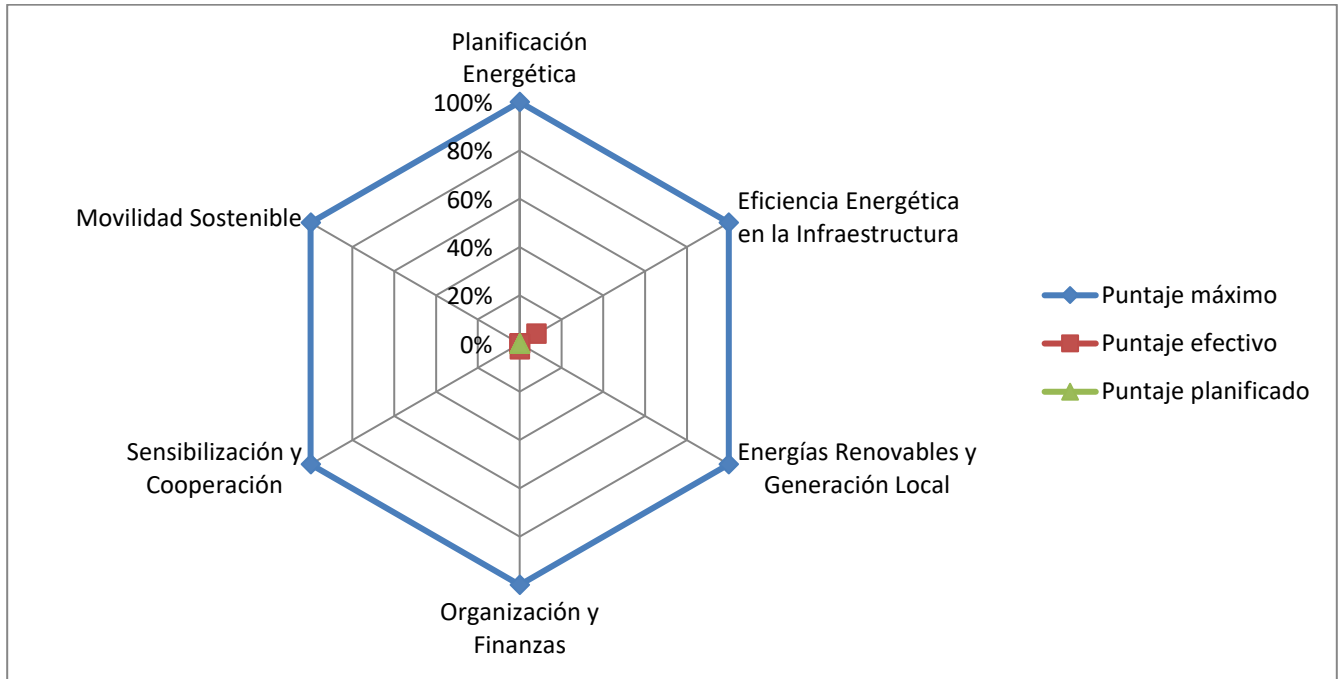 Planificación
Energética
100%
80%
60%
40%
20%
0%
Eficiencia Energética
en la Infraestructura
Energías Renovables y
Generación Local
Organización y
Finanzas
Sensibilización y
Cooperación
Movilidad Sostenible
Puntaje máximo
Puntaje efectivo
Puntaje planificado